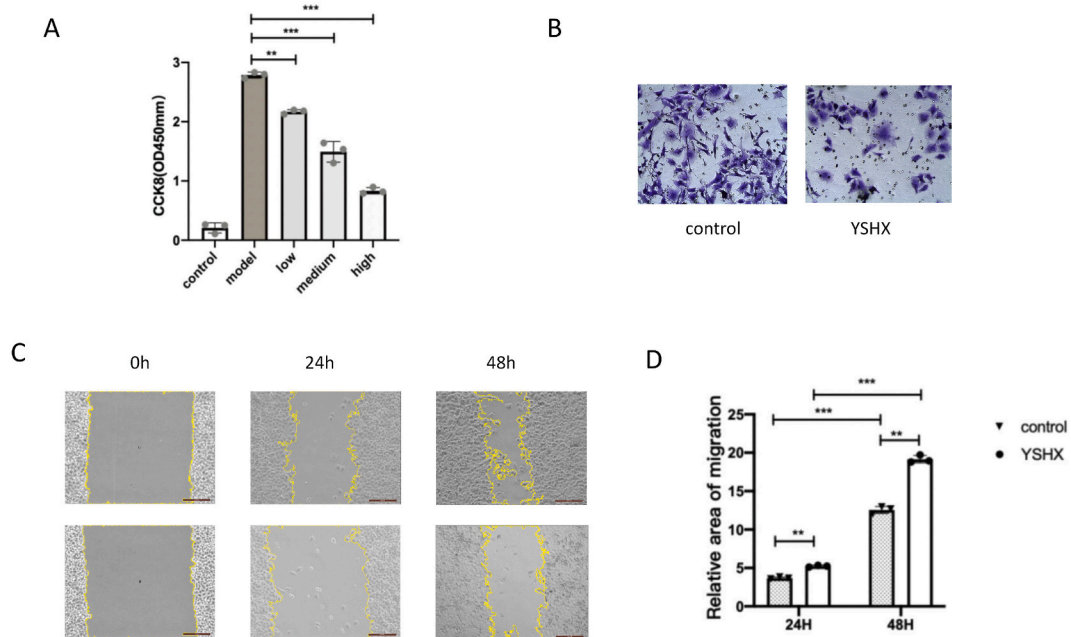 A
***
***
**
3
2
1
0
CCK8(OD450mm)
control
model
low
medium
high
B
control
YSHX
C
0h
24h
48h
D
***
***
**
**
25
20
15
10
5
0
Relative area of migration
24H
48H
control
YSHX